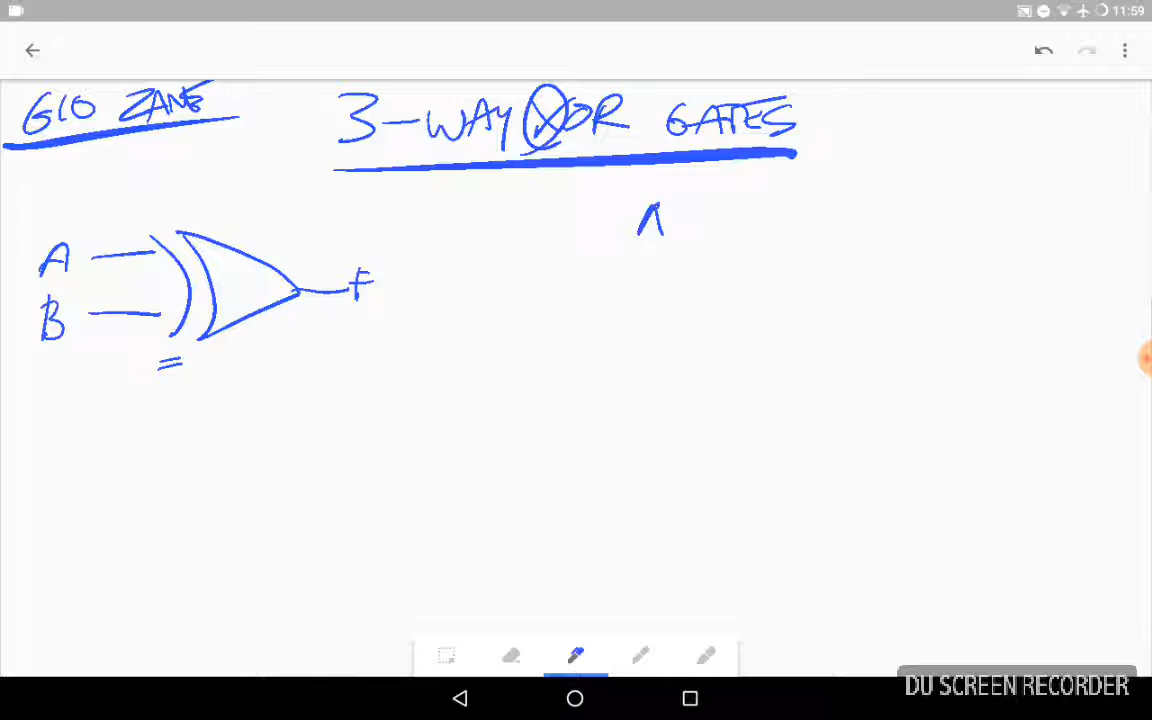 11:59
GIO ZANE
3-WAY XOR GATES
A
B
F
=
DU SCREEN RECORDER